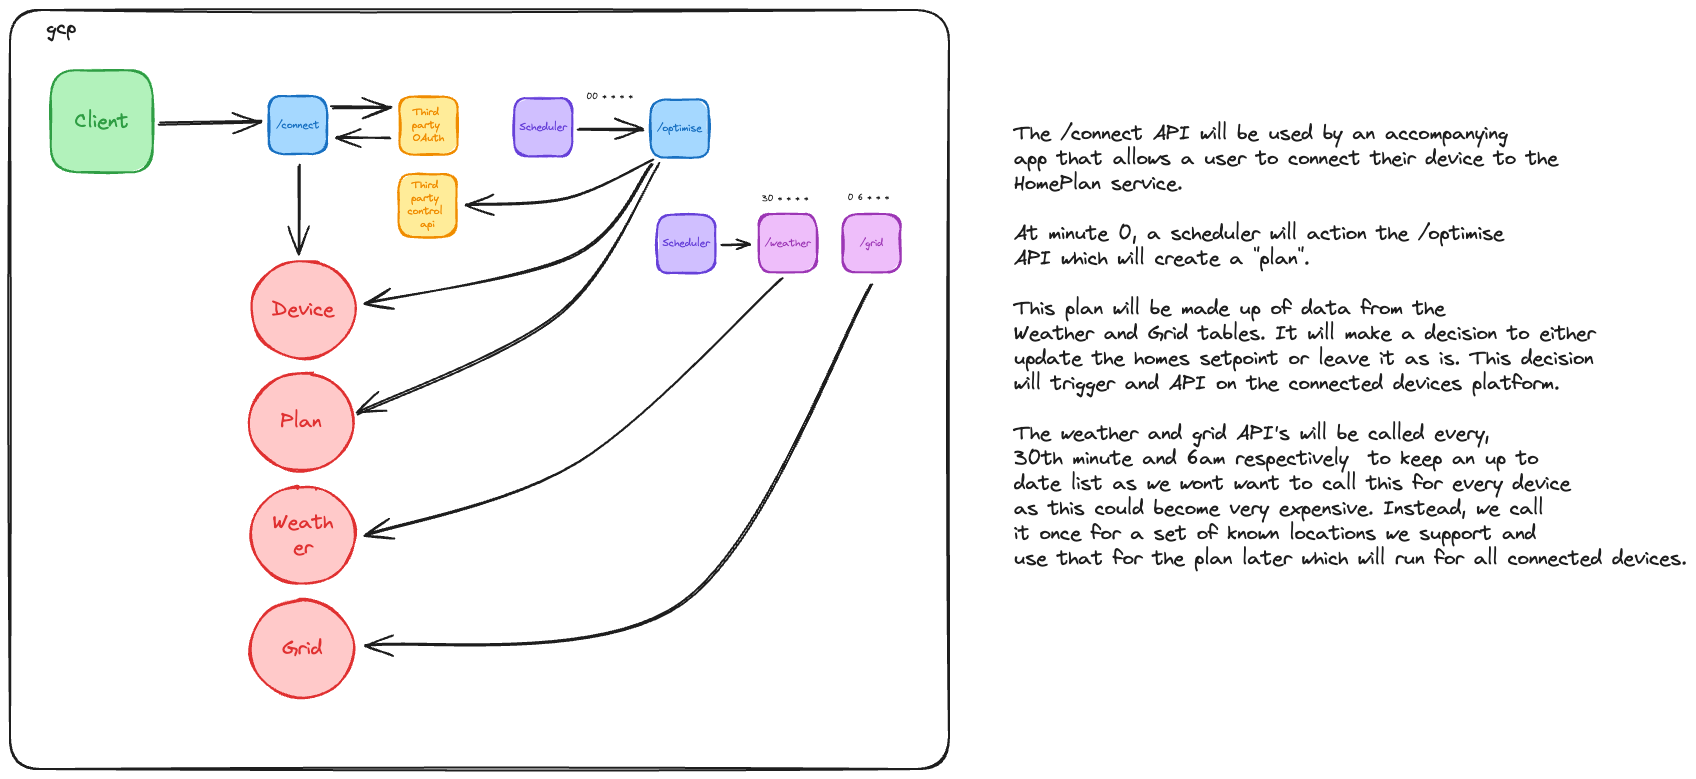 gcp
Client
/connect
Third
party
OAuth
Third
party
control
api
Scheduler
00 * * * *
/optimise
Scheduler
30 * * * *
/weather
0 6 * * *
/grid
Device
Plan
Weath
er
Grid
The /connect API will be used by an accompanying
app that allows a user to connect their device to the
HomePlan service.
At minute 0, a scheduler will action the /optimise
API which will create a "plan".
This plan will be made up of data from the
Weather and Grid tables. It will make a decision to either
update the homes setpoint or leave it as is. This decision
will trigger and API on the connected devices platform.
The weather and grid API's will be called every,
30th minute and 6am respectively  to keep an up to
date list as we wont want to call this for every device
as this could become very expensive. Instead, we call
it once for a set of known locations we support and
use that for the plan later which will run for all connected devices.